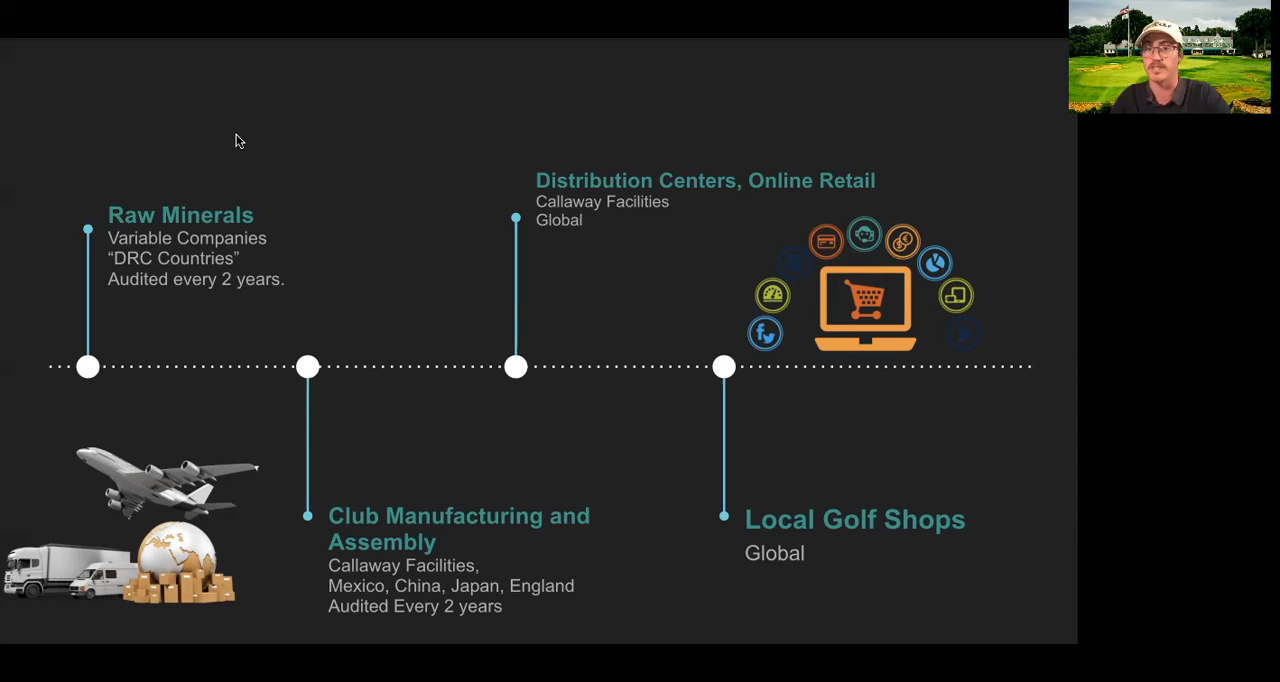 Raw Minerals
Variable Companies
“DRC Countries”
Audited every 2 years.
Club Manufacturing and
Assembly
Callaway Facilities,
Mexico, China, Japan, England
Audited Every 2 years
Distribution Centers, Online Retail
Callaway Facilities
Global
Local Golf Shops
Global